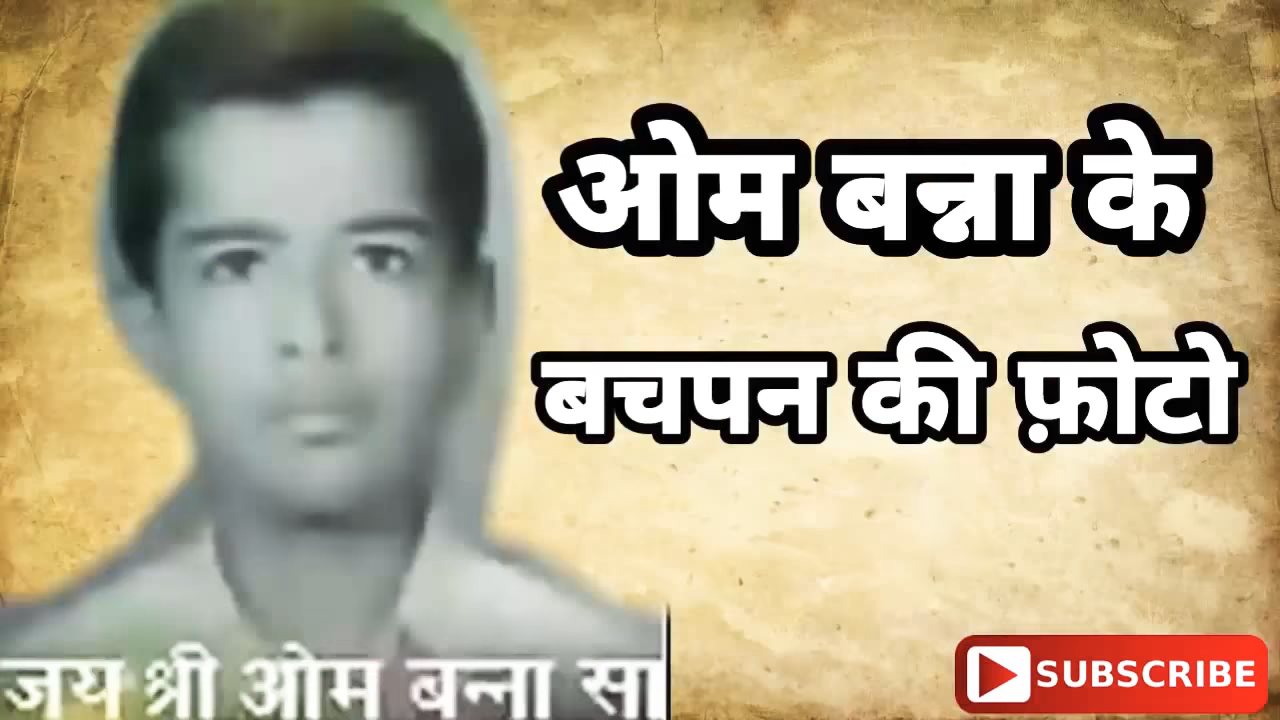 ओम बन्ना के
बचपन की फ़ोटो
जय श्री ओम बन्ना सा
SUBSCRIBE